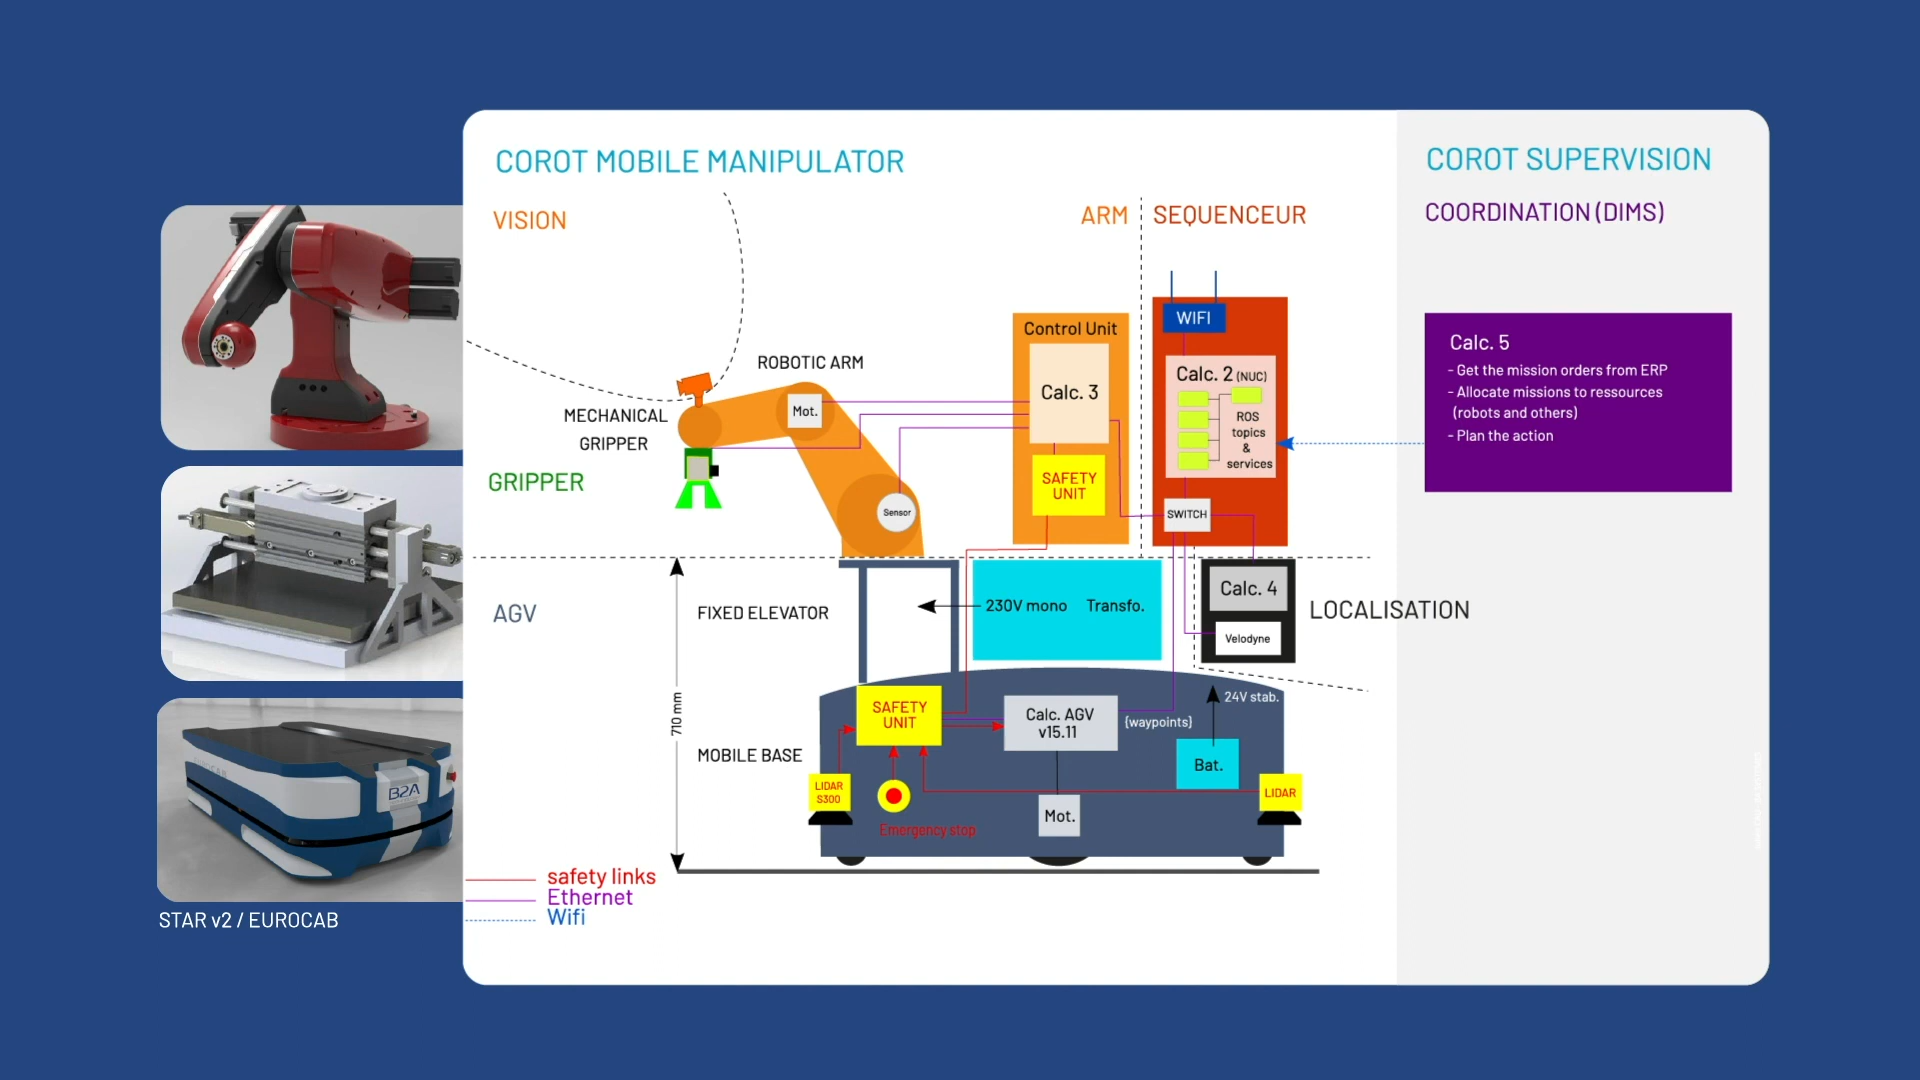 COROT MOBILE MANIPULATOR
COROT SUPERVISION
VISION
ARM
SEQUENCEUR
COORDINATION (DIMS)
WIFI
Control Unit
Calc. 5
- Get the mission orders from ERP
- Allocate missions to ressources
(robots and others)
- Plan the action
ROBOTIC ARM
Calc. 3
Calc. 2 (NUC)
ROS
topics
&
services
Mot.
MECHANICAL
GRIPPER
GRIPPER
SAFETY
UNIT
Sensor
SWITCH
AGV
FIXED ELEVATOR
230V mono
Transfo.
Calc. 4
Velodyne
LOCALISATION
710 mm
SAFETY
UNIT
Calc. AGV
v15.11
{waypoints}
24V stab.
MOBILE BASE
Bat.
LIDAR
S300
LIDAR
Mot.
Emergency stop
B2A
safety links
Ethernet
Wifi
STAR v2 / EUROCAB